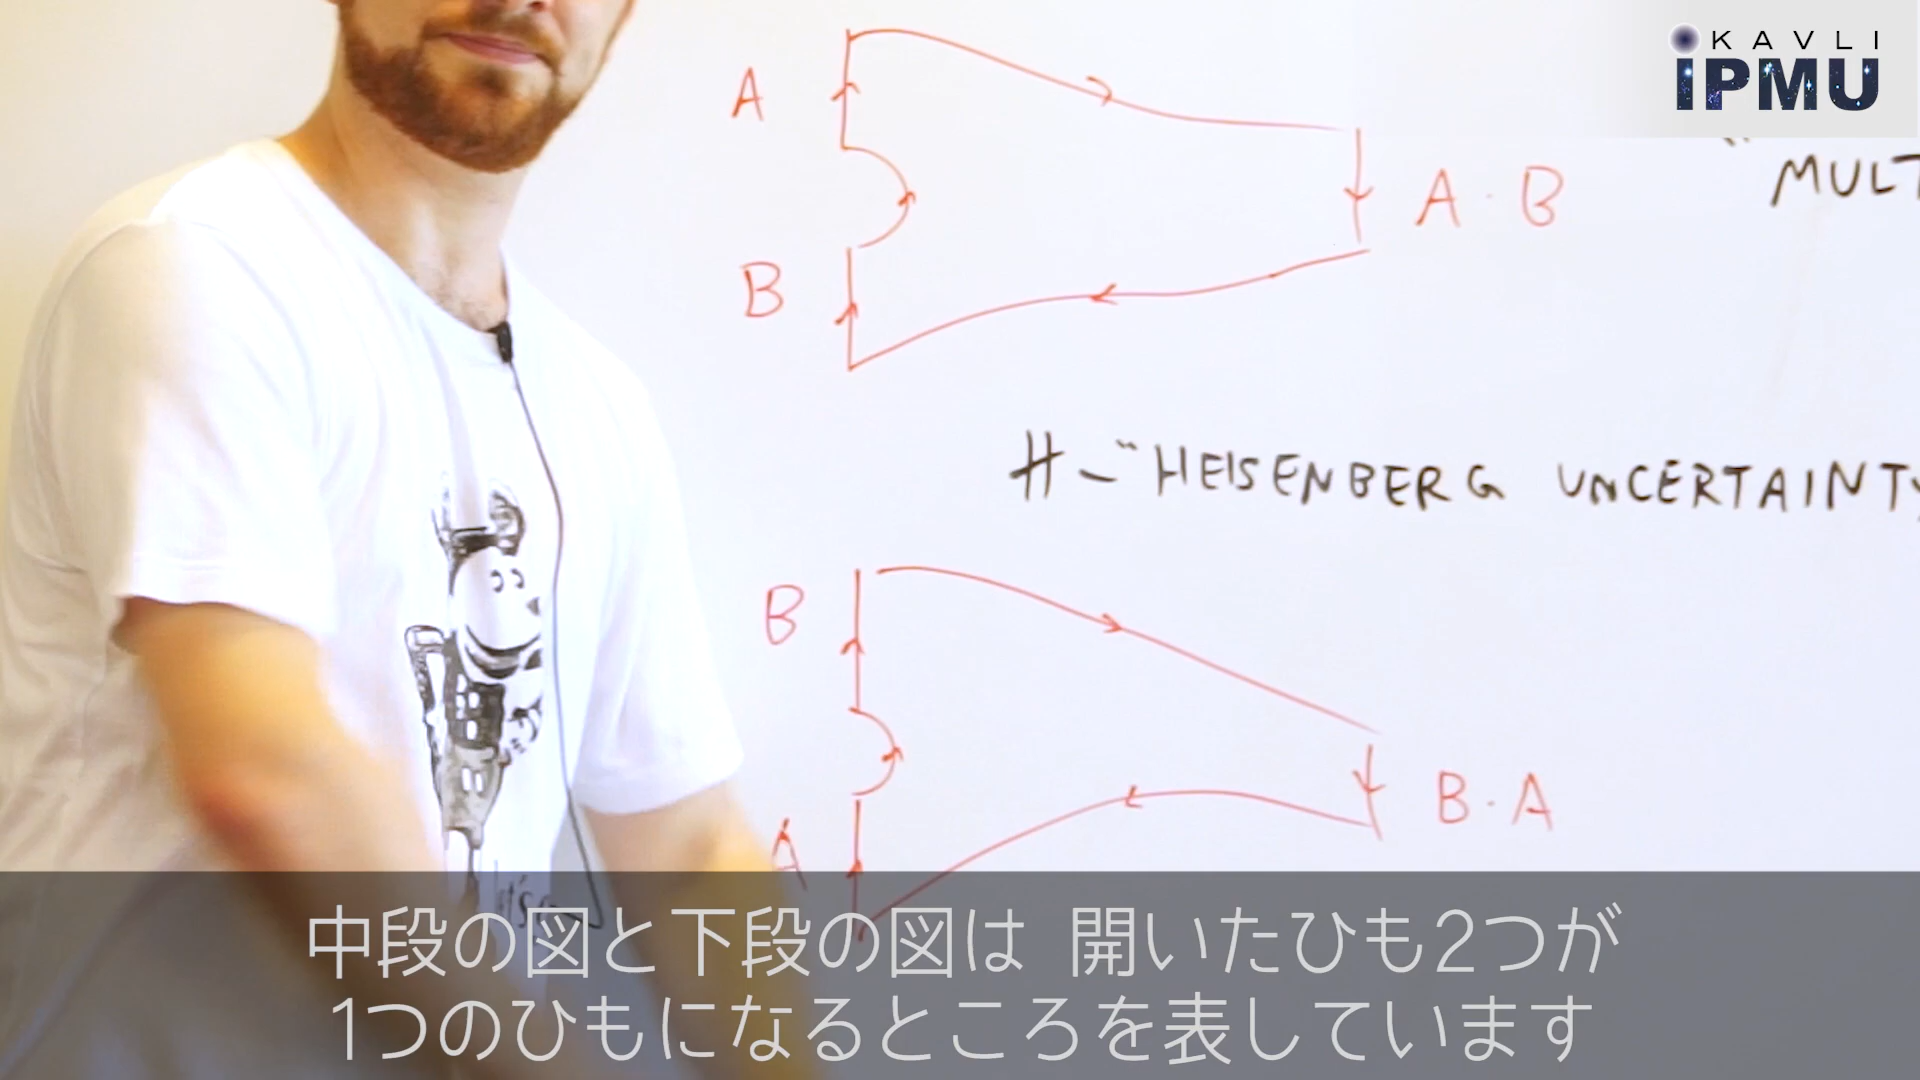 KAVLI
IPMU
A
A · B
B
MULT
# - "HEISENBERG UNCERTAINTY
B
B · A
A
中段の図と下段の図は 開いたひも2つが
1つのひもになるところを表しています